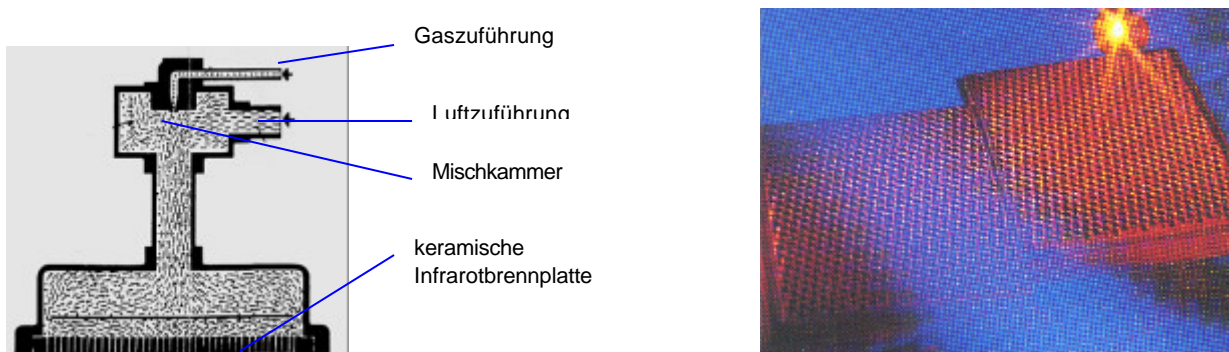 Gaszuführung
Luftzuführung
Mischkammer
keramische
Infrarotbrennplatte